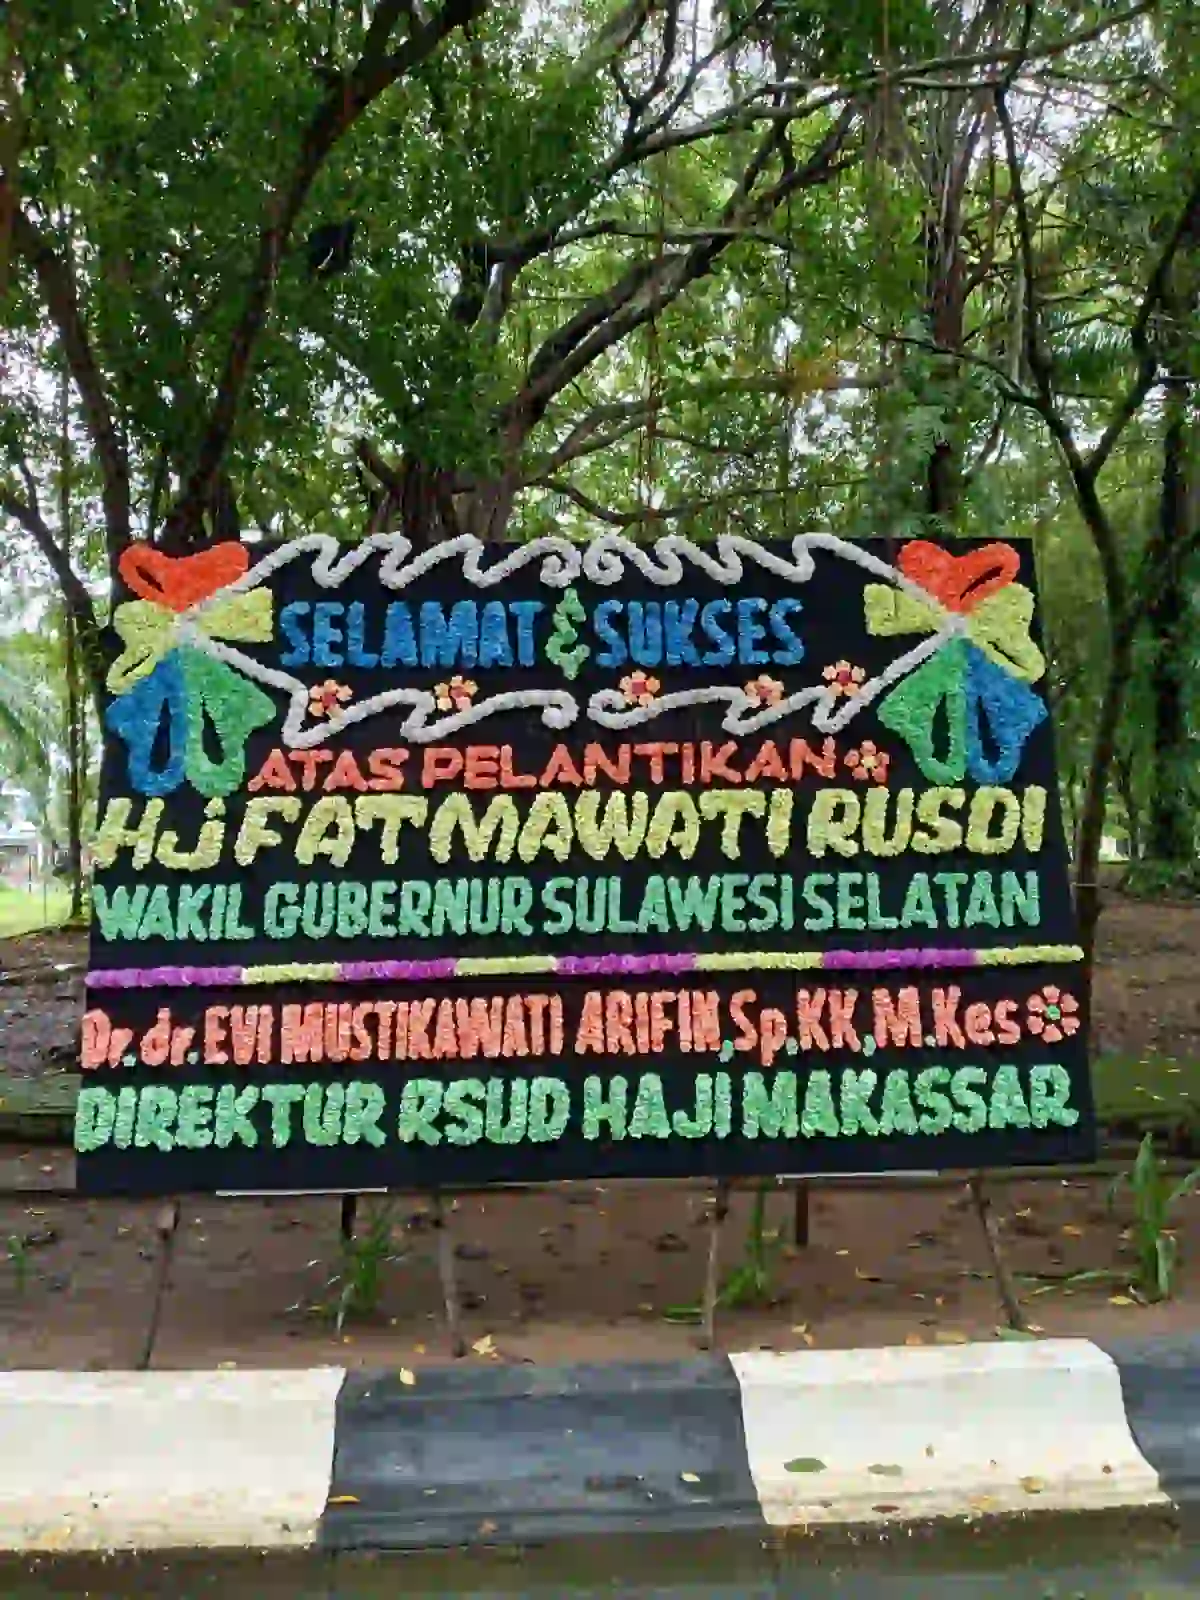 SELAMAT & SUKSES
ATAS PELANTIKAN
Hj FATMAWATI RUSDI
WAKIL GUBERNUR SULAWESI SELATAN
Dr.dr.EVI MUSTIKAWATI ARIFIN,Sp.KK,M.Kes
DIREKTUR RSUD HAJI MAKASSAR